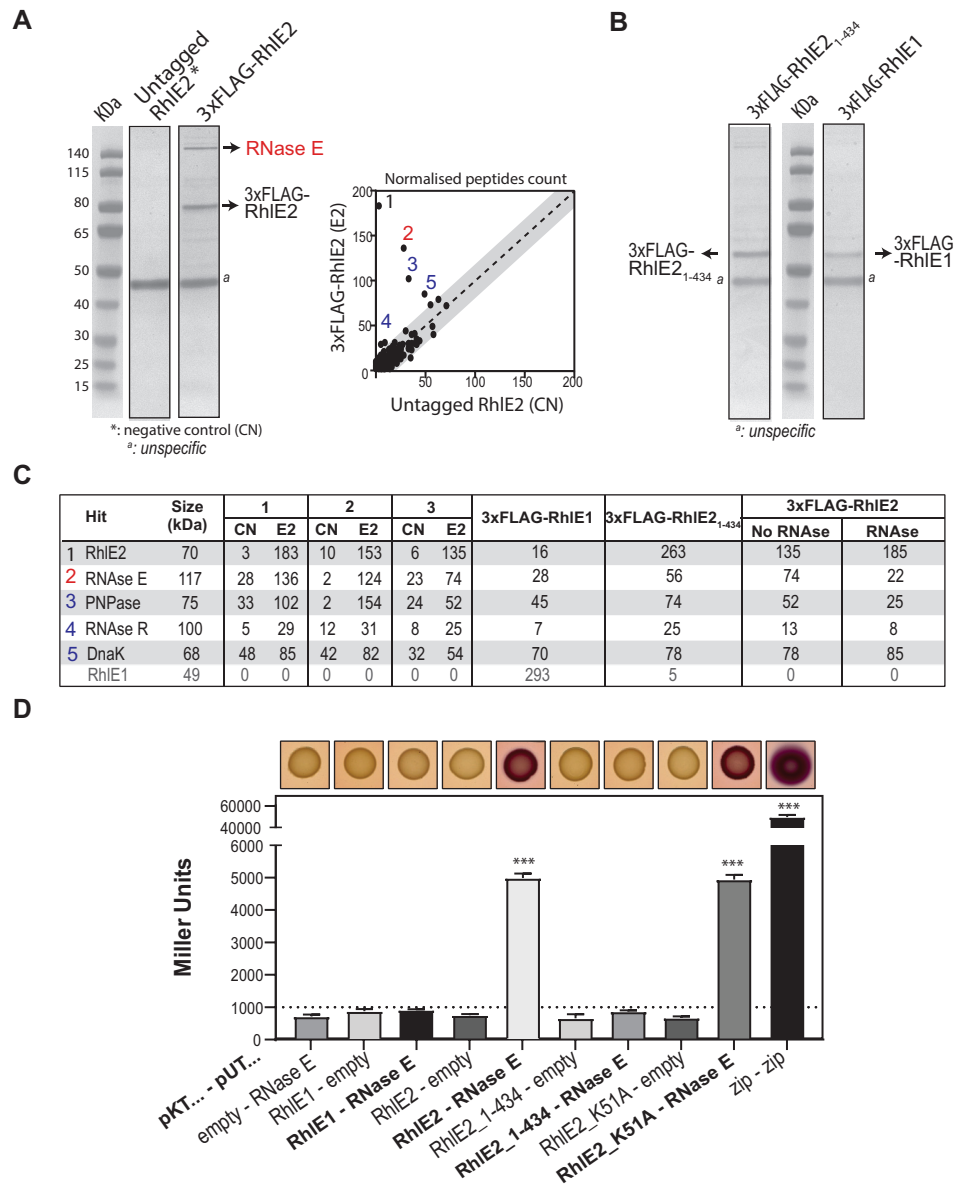 A
KDa
Untagged
RhlE2*
3xFLAG-RhlE2
140
115
80
65
50
40
30
25
15
RNase E
3xFLAG-
RhlE2
a
*: negative control (CN)
a: unspecific
Normalised peptides count
3xFLAG-RhlE2 (E2)
200
150
100
50
0
0
50
100
150
200
1
2
3
5
4
Untagged RhlE2 (CN)
B
3xFLAG-RhlE2 1-434
KDa
3xFLAG-RhlE1
3xFLAG-
RhlE2 1-434
a
3xFLAG
-RhlE1
a
a: unspecific
C
Hit Size (kDa) 1 2 3 3xFLAG-RhlE1 3xFLAG-RhlE2 1-434 3xFLAG-RhlE2
CN E2 CN E2 CN E2 No RNAse RNAse
1 RhlE2 70 3 183 10 153 6 135 16 263 135 185
2 RNAse E 117 28 136 2 124 23 74 28 56 74 22
3 PNPase 75 33 102 2 154 24 52 45 74 52 25
4 RNAse R 100 5 29 12 31 8 25 7 25 13 8
5 DnaK 68 48 85 42 82 32 54 70 78 78 85
RhlE1 49 0 0 0 0 0 0 293 5 0 0
D
Miller Units
60000
40000
6000
5000
4000
3000
2000
1000
0
***
***
***
pKT... - pUT...
empty - RNase E
RhlE1 - empty
RhlE1 - RNase E
RhlE2 - empty
RhlE2 - RNase E
RhlE2_1-434 - empty
RhlE2_1-434 - RNase E
RhlE2_K51A - empty
RhlE2_K51A - RNase E
zip - zip